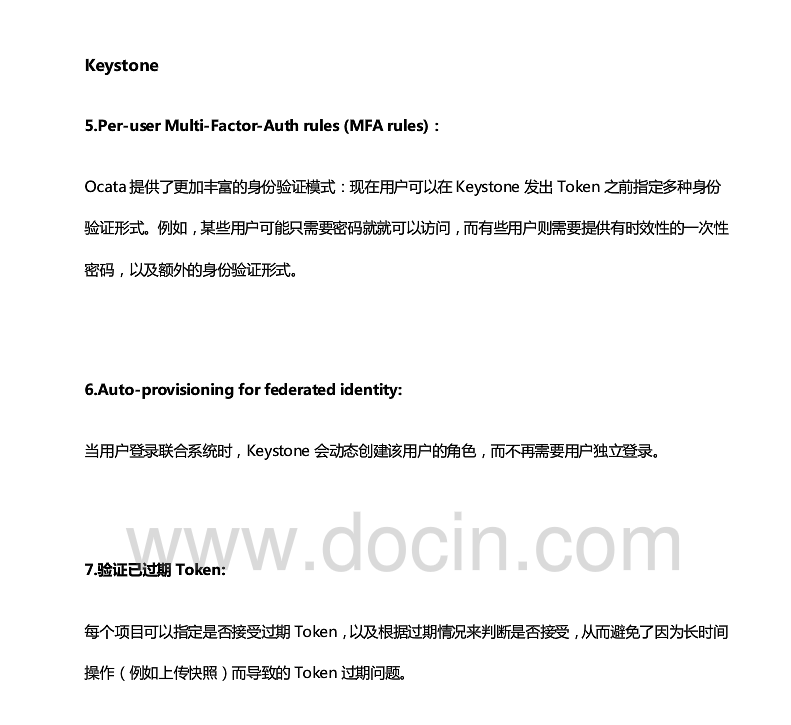 Keystone
5.Per-user Multi-Factor-Auth rules (MFA rules)：
Ocata 提供了更加丰富的身份验证模式：现在用户可以在 Keystone 发出 Token 之前指定多种身份
验证形式。例如，某些用户可能只需要密码就就可以访问，而有些用户则需要提供有时效性的一次性
密码，以及额外的身份验证形式。
6.Auto-provisioning for federated identity:
当用户登录联合系统时，Keystone 会动态创建该用户的角色，而不再需要用户独立登录。
www.docin.com
7.验证已过期 Token:
每个项目可以指定是否接受过期 Token，以及根据过期情况来判断是否接受，从而避免了因为长时间
操作（例如上传快照）而导致的 Token 过期问题。